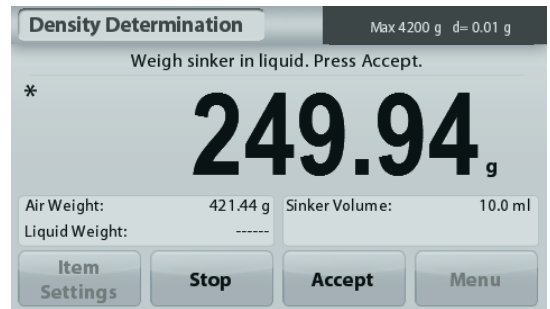 Density Determination Max 4200 g d= 0.01 g
Weigh sinker in liquid. Press Accept.
*
249.94 g
Air Weight: 421.44 g Sinker Volume: 10.0 ml
Liquid Weight: ------
Item Settings Stop Accept Menu